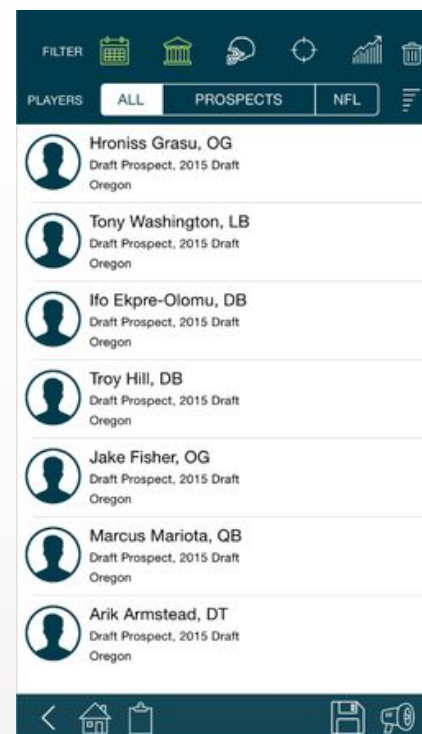 FILTER
PLAYERS ALL PROSPECTS NFL
Hroniss Grasu, OG
Draft Prospect, 2015 Draft
Oregon
Tony Washington, LB
Draft Prospect, 2015 Draft
Oregon
Ifo Ekpre-Olomu, DB
Draft Prospect, 2015 Draft
Oregon
Troy Hill, DB
Draft Prospect, 2015 Draft
Oregon
Jake Fisher, OG
Draft Prospect, 2015 Draft
Oregon
Marcus Mariota, QB
Draft Prospect, 2015 Draft
Oregon
Arik Armstead, DT
Draft Prospect, 2015 Draft
Oregon